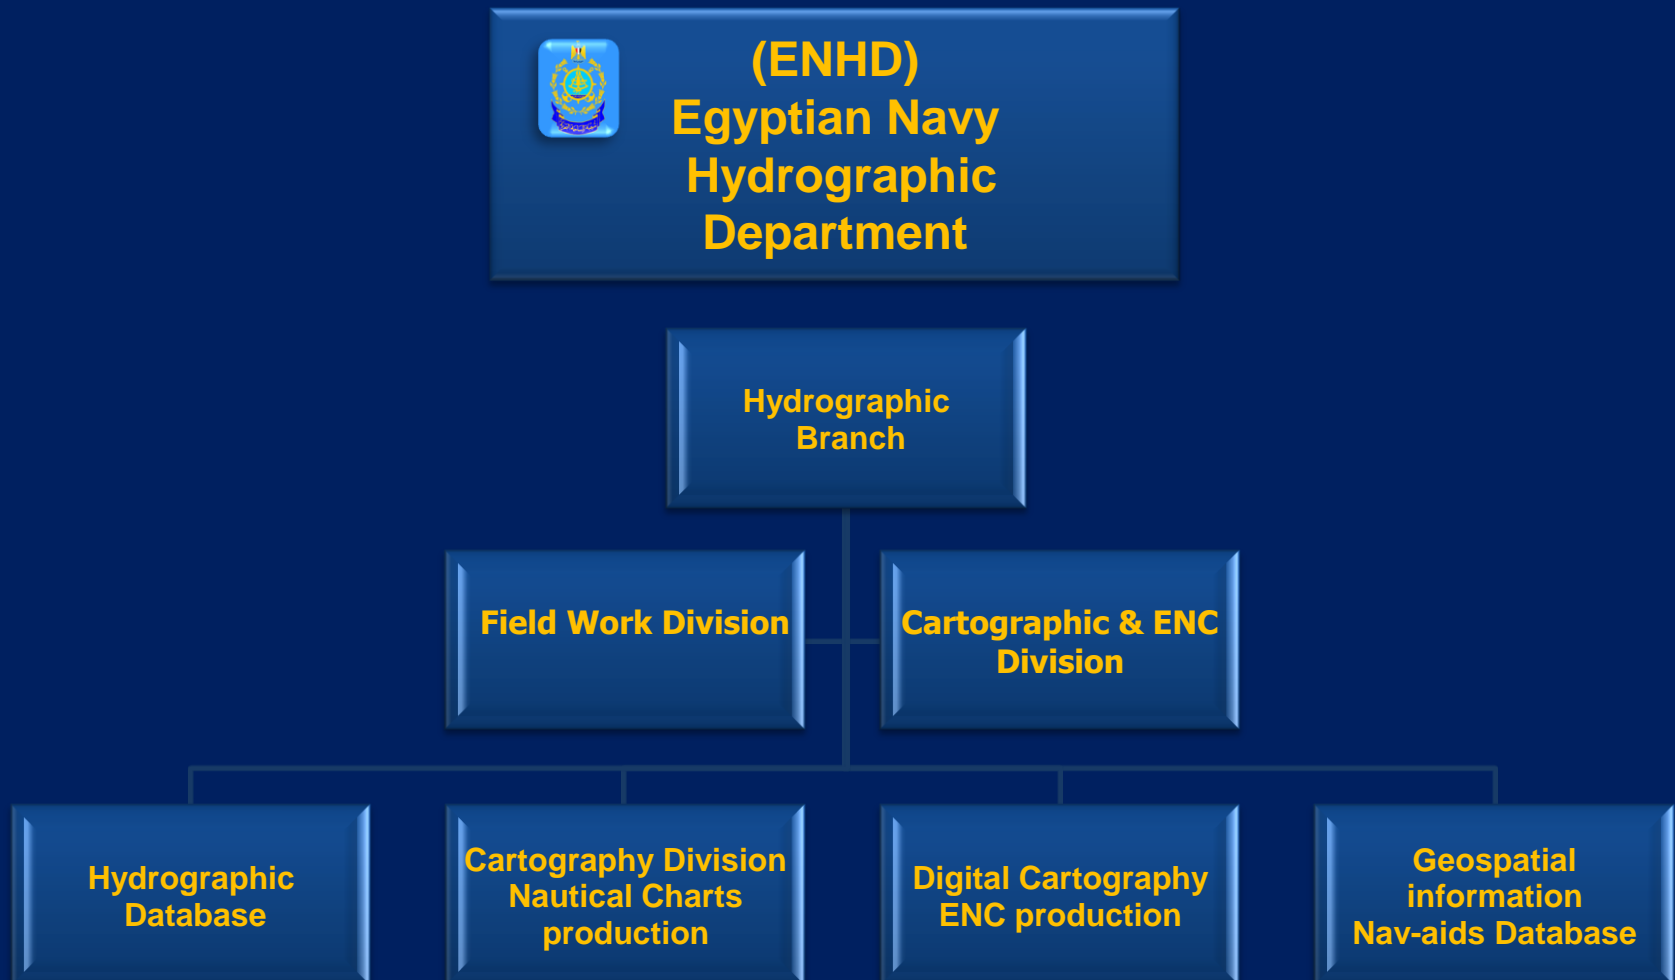 (ENHD)
Egyptian Navy
Hydrographic
Department
Hydrographic
Branch
Field Work Division
Cartographic & ENC
Division
Hydrographic
Database
Cartography Division
Nautical Charts
production
Digital Cartography
ENC production
Geospatial
information
Nav-aids Database